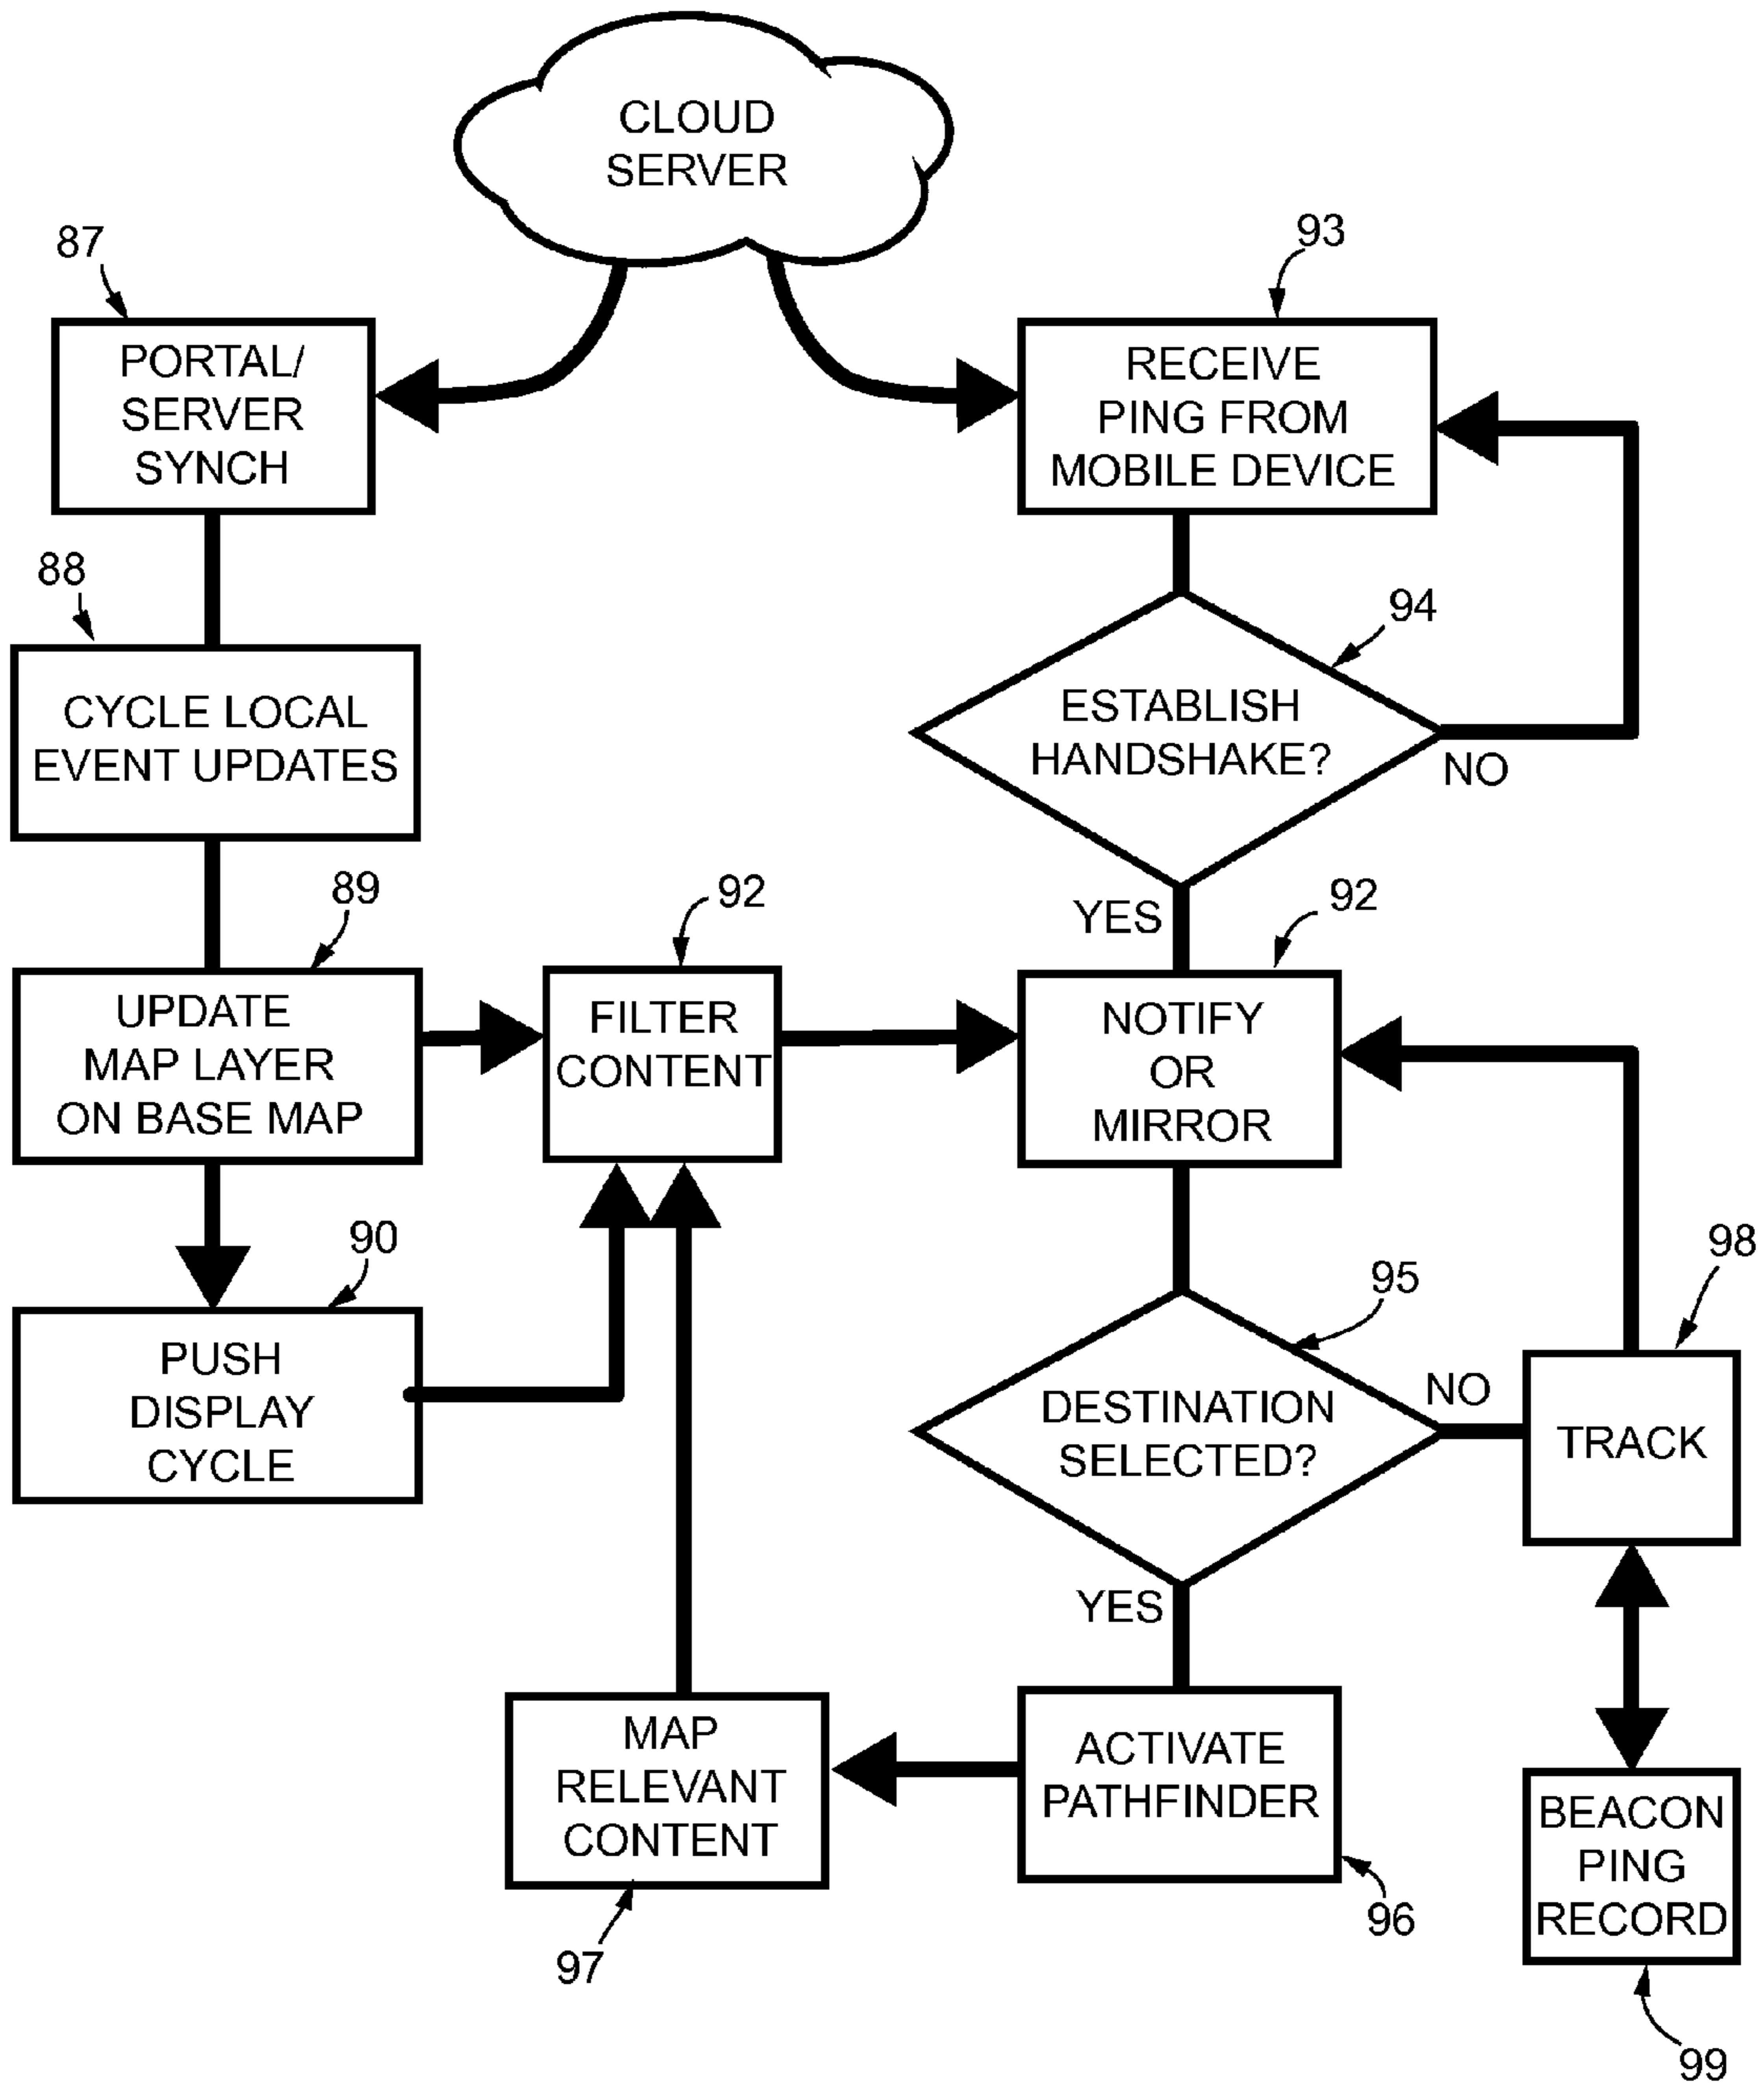 CLOUD
SERVER
87
PORTAL/
SERVER
SYNCH
93
RECEIVE
PING FROM
MOBILE DEVICE
88
CYCLE LOCAL
EVENT UPDATES
94
ESTABLISH
HANDSHAKE?
NO
YES
89
UPDATE
MAP LAYER
ON BASE MAP
92
FILTER
CONTENT
92
NOTIFY
OR
MIRROR
90
PUSH
DISPLAY
CYCLE
95
DESTINATION
SELECTED?
NO
YES
98
TRACK
MAP
RELEVANT
CONTENT
97
ACTIVATE
PATHFINDER
96
BEACON
PING
RECORD
99